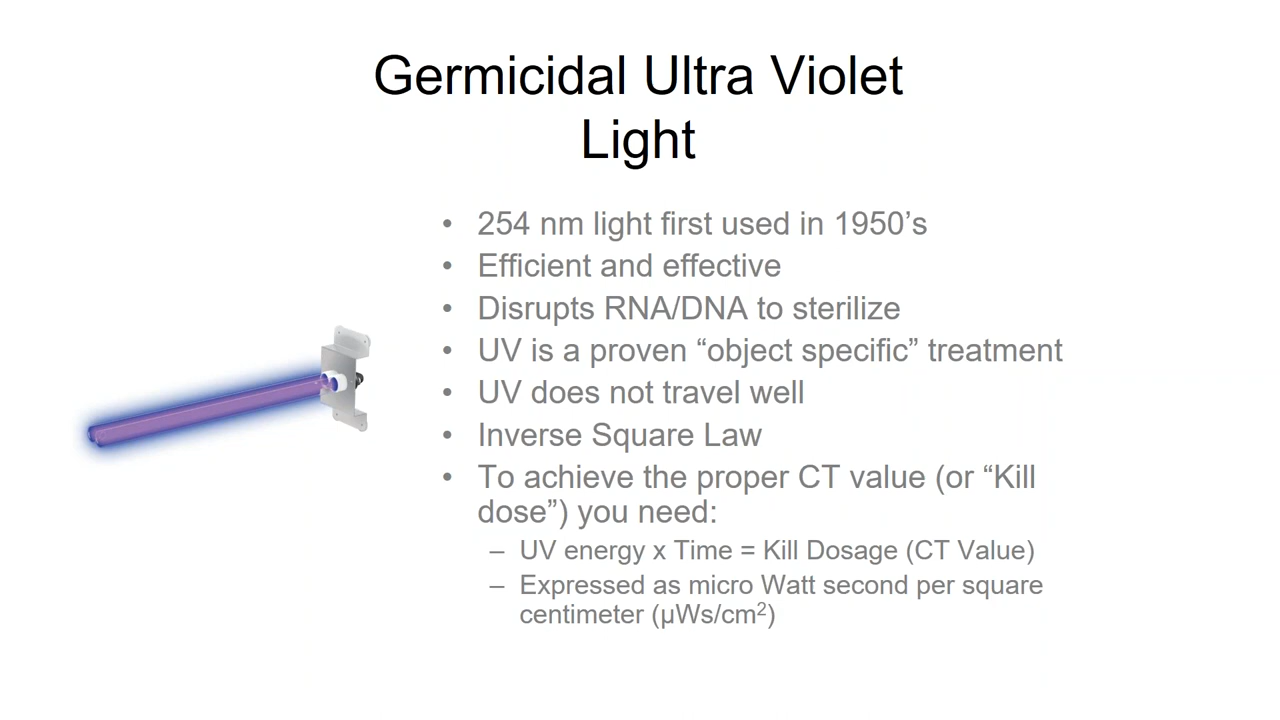 Germicidal Ultra Violet
Light
• 254 nm light first used in 1950’s
• Efficient and effective
• Disrupts RNA/DNA to sterilize
• UV is a proven “object specific” treatment
• UV does not travel well
• Inverse Square Law
• To achieve the proper CT value (or “Kill
dose”) you need:
– UV energy x Time = Kill Dosage (CT Value)
– Expressed as micro Watt second per square
centimeter (µWs/cm²)